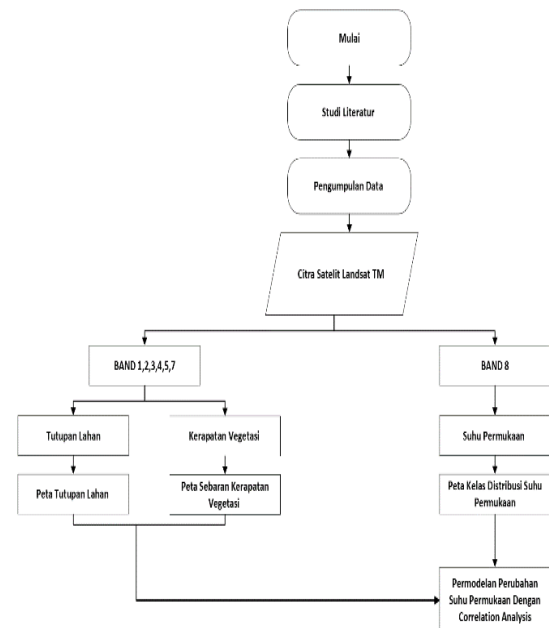 Mulai
Studi Literatur
Pengumpulan Data
Citra Satelit Landsat TM
BAND 1,2,3,4,5,7
BAND 8
Tutupan Lahan
Kerapatan Vegetasi
Suhu Permukaan
Peta Tutupan Lahan
Peta Sebaran Kerapatan
Vegetasi
Peta Kelas Distribusi Suhu
Permukaan
Permodelan Perubahan
Suhu Permukaan Dengan
Correlation Analysis